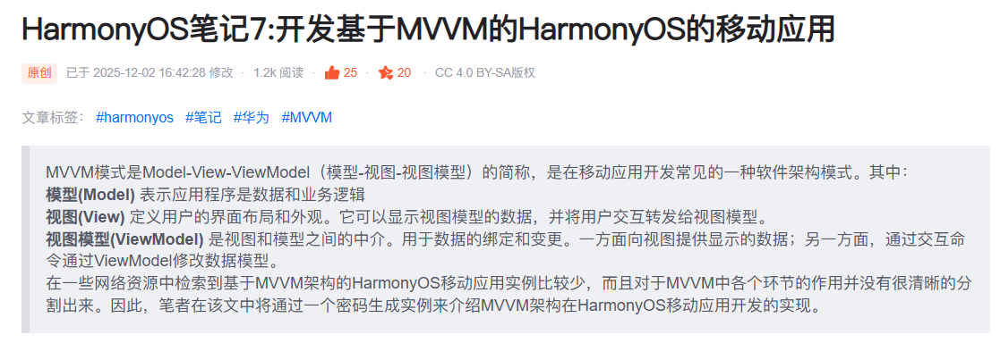 HarmonyOS笔记7:开发基于MVVM的HarmonyOS的移动应用
原创 已于 2025-12-02 16:42:28 修改 · 1.2k 阅读 · 25 · 20 · CC 4.0 BY-SA版权
文章标签： #harmonyos #笔记 #华为 #MVVM
MVVM模式是Model-View-ViewModel（模型-视图-视图模型）的简称，是在移动应用开发常见的一种软件架构模式。其中：
模型(Model) 表示应用程序是数据和业务逻辑
视图(View) 定义用户的界面布局和外观。它可以显示视图模型的数据，并将用户交互转发给视图模型。
视图模型(ViewModel) 是视图和模型之间的中介。用于数据的绑定和变更。一方面向视图提供显示的数据；另一方面，通过交互命
令通过ViewModel修改数据模型。
在一些网络资源中检索到基于MVVM架构的HarmonyOS移动应用实例比较少，而且对于MVVM中各个环节的作用并没有很清晰的分
割出来。因此，笔者在该文中将通过一个密码生成实例来介绍MVVM架构在HarmonyOS移动应用开发的实现。